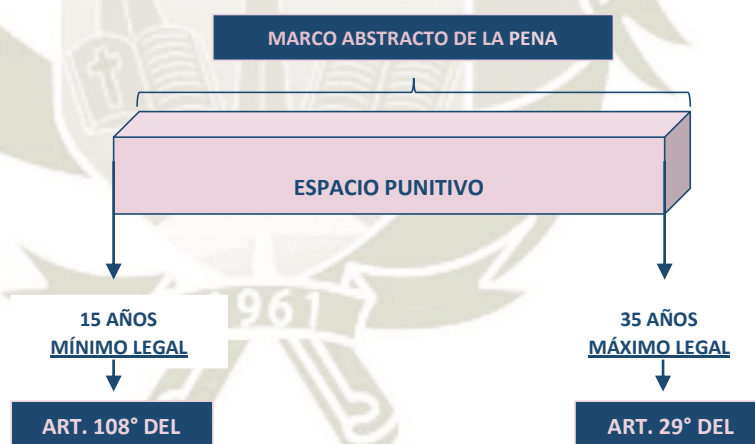 MARCO ABSTRACTO DE LA PENA
ESPACIO PUNITIVO
1961
15 AÑOS
MÍNIMO LEGAL
35 AÑOS
MÁXIMO LEGAL
ART. 108° DEL
ART. 29° DEL